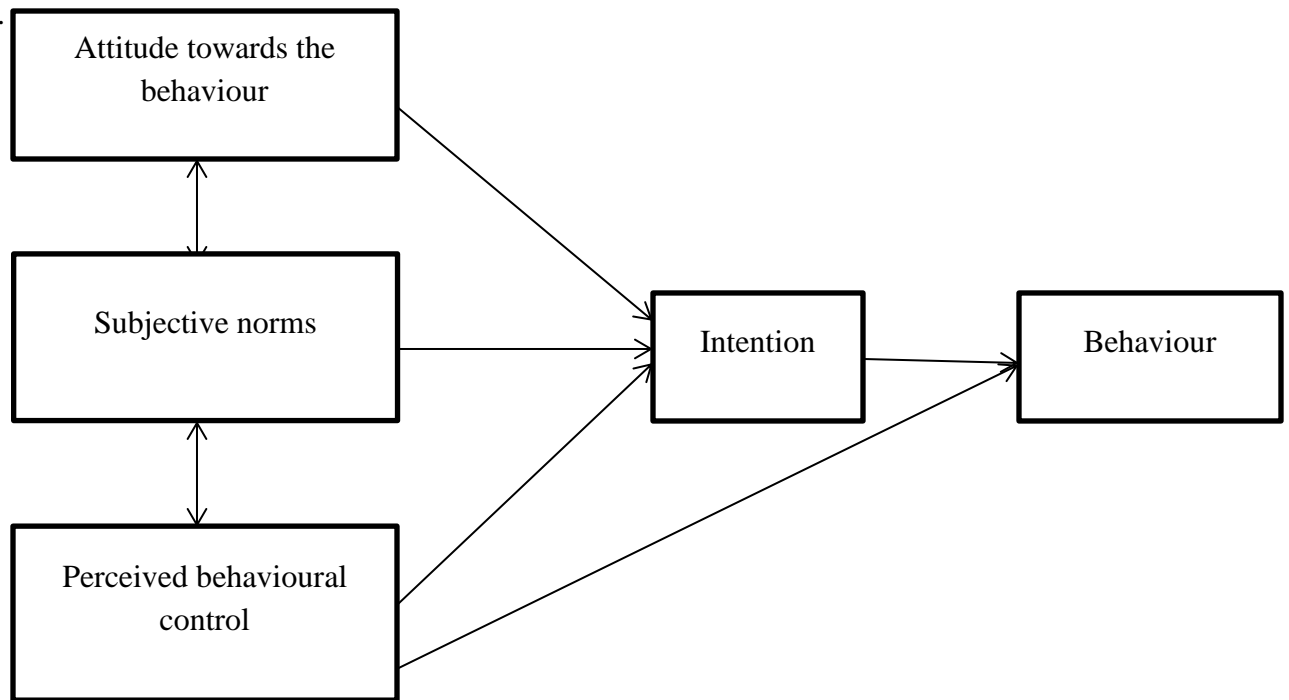 Attitude towards the
behaviour
Subjective norms
Intention
Behaviour
Perceived behavioural
control